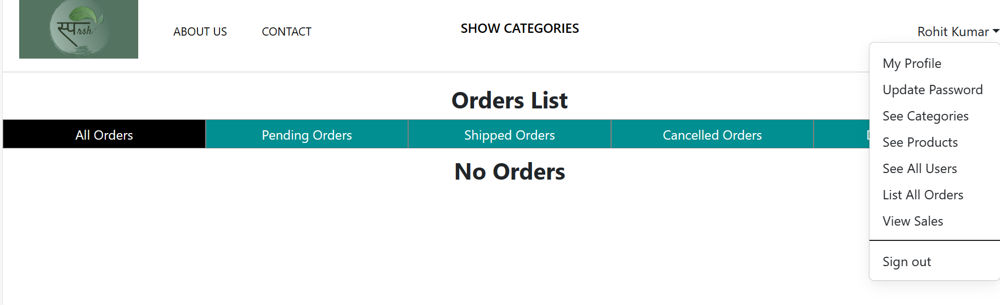 स्पrsh
ABOUT US
CONTACT
SHOW CATEGORIES
Rohit Kumar
My Profile
Update Password
See Categories
See Products
See All Users
List All Orders
View Sales
Sign out
Orders List
All Orders
Pending Orders
Shipped Orders
Cancelled Orders
No Orders